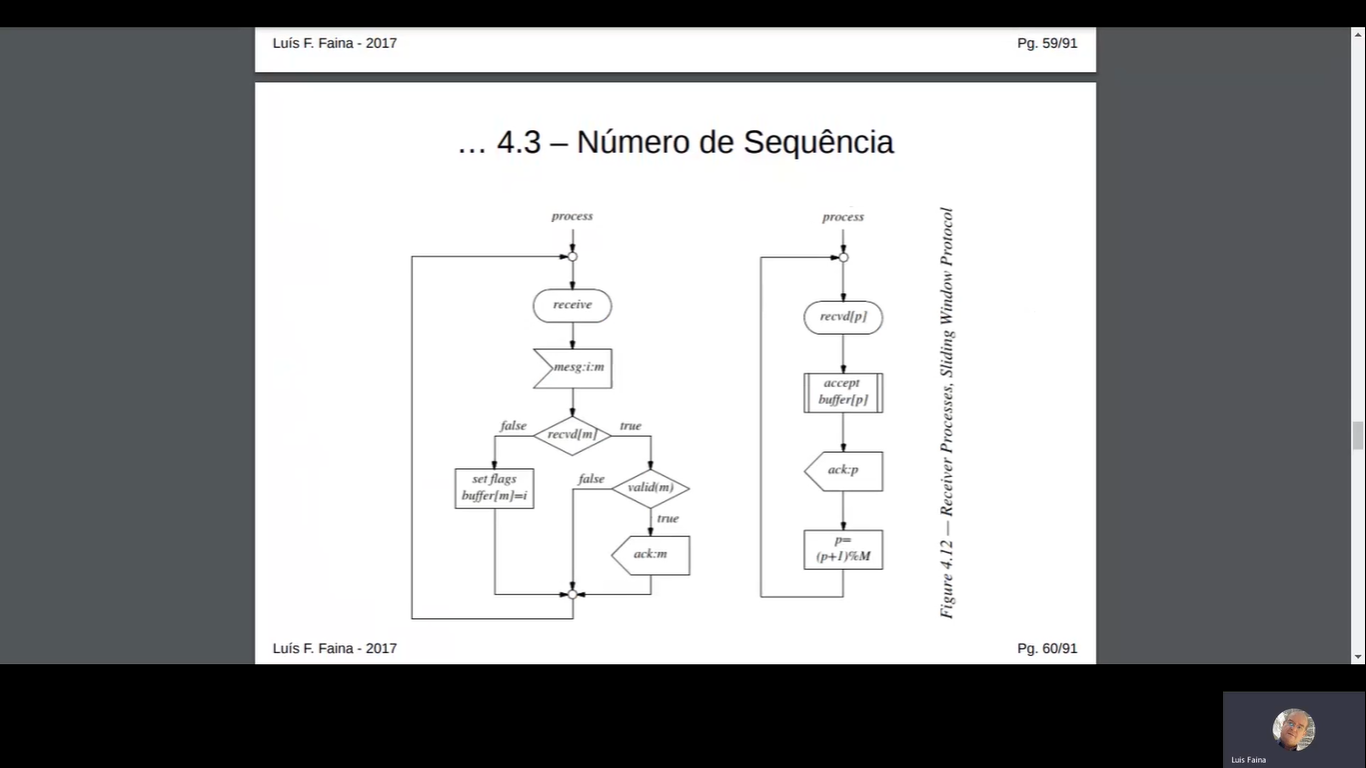 Luís F. Faina - 2017
Pg. 59/91
… 4.3 – Número de Sequência
process
receive
mesg:i:m
false
recvd[m]
true
set flags
buffer[m]=i
false
valid(m)
true
ack:m
process
recvd[p]
accept
buffer[p]
ack:p
p=
(p+1)%M
Figure 4.12 — Receiver Processes, Sliding Window Protocol
Luís F. Faina - 2017
Pg. 60/91
Luis Faina